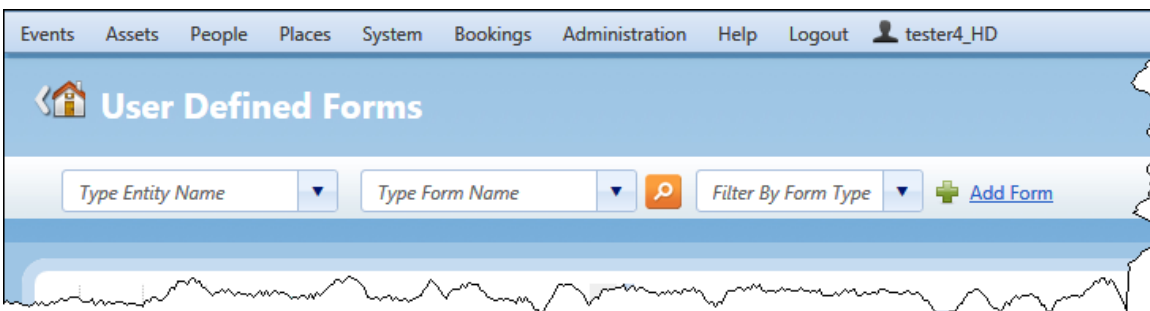 Events Assets People Places System Bookings Administration Help Logout tester4_HD
User Defined Forms
Type Entity Name Type Form Name Filter By Form Type Add Form